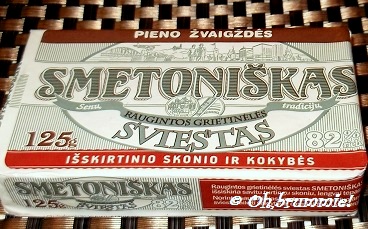 PIENO ŽVAIGŽDĖS
SMETONIŠKAS
Senų tradicijų
RAUGINTOS GRIETINĖLĖS
SVIESTAS
125g
82%
IŠSKIRTINIO SKONIO IR KOKYBĖS
SMETONIŠKAS
Raugintos grietinėlės sviestas SMETONIŠKAS
125g
82
© Oh, brownie!